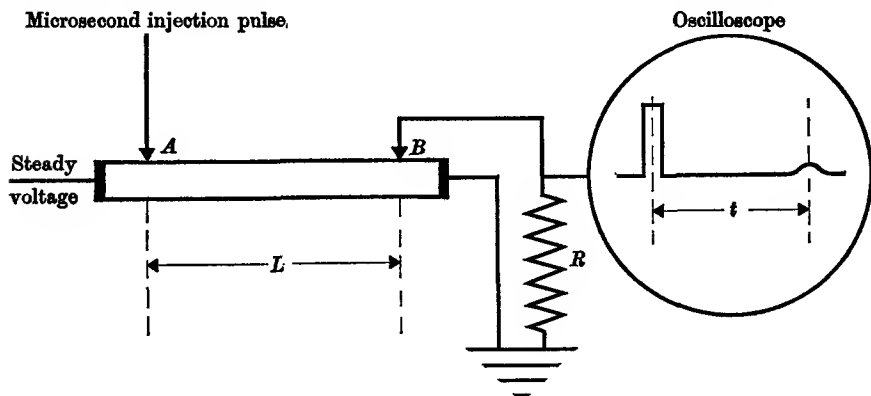 Microsecond injection pulse.
Oscilloscope
A
B
Steady
voltage
t
L
R